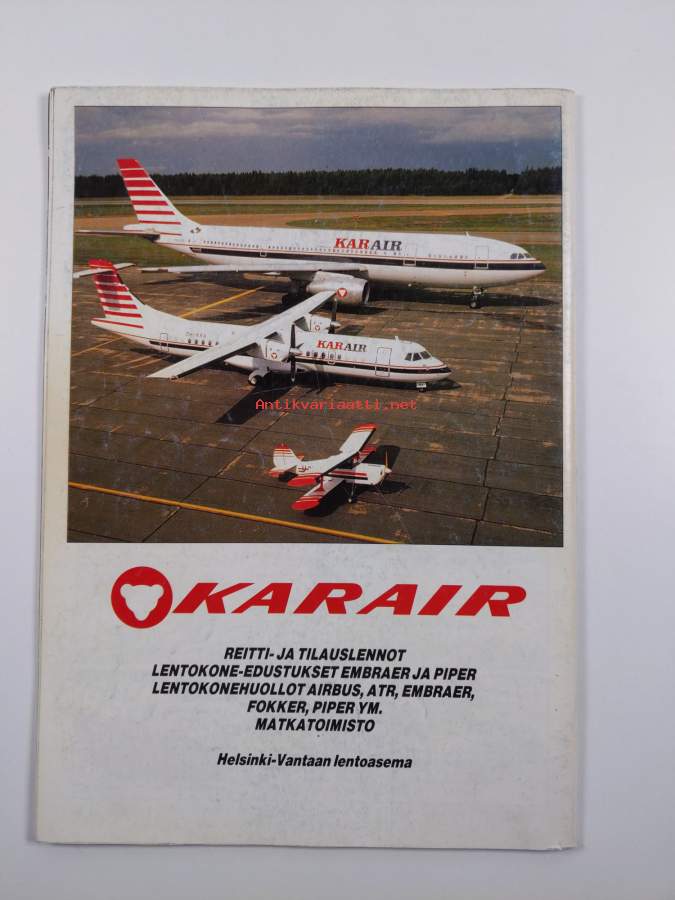 KARAIR
KARAIR
Antikvariaatti.net
KARAIR
REITTI- JA TILAUSLENNOT
LENTOKONE-EDUSTUKSET EMBRAER JA PIPER
LENTOKONEHUOLLOT AIRBUS, ATR, EMBRAER,
FOKKER, PIPER YM.
MATKATOIMISTO
Helsinki-Vantaan lentoasema